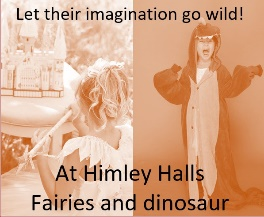 Let their imagination go wild!
At Himley Halls
Fairies and dinosaur